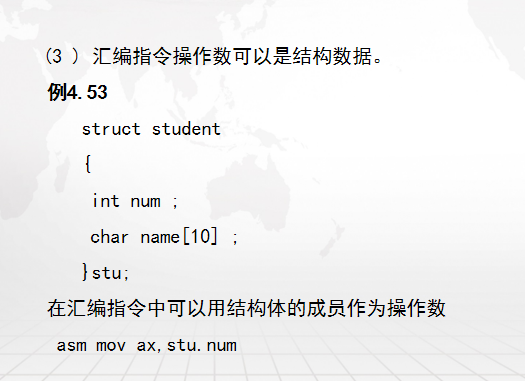 (3 ) 汇编指令操作数可以是结构数据。
例4.53
struct student
{
int num ;
char name[10] ;
}stu;
在汇编指令中可以用结构体的成员作为操作数
asm mov ax,stu.num